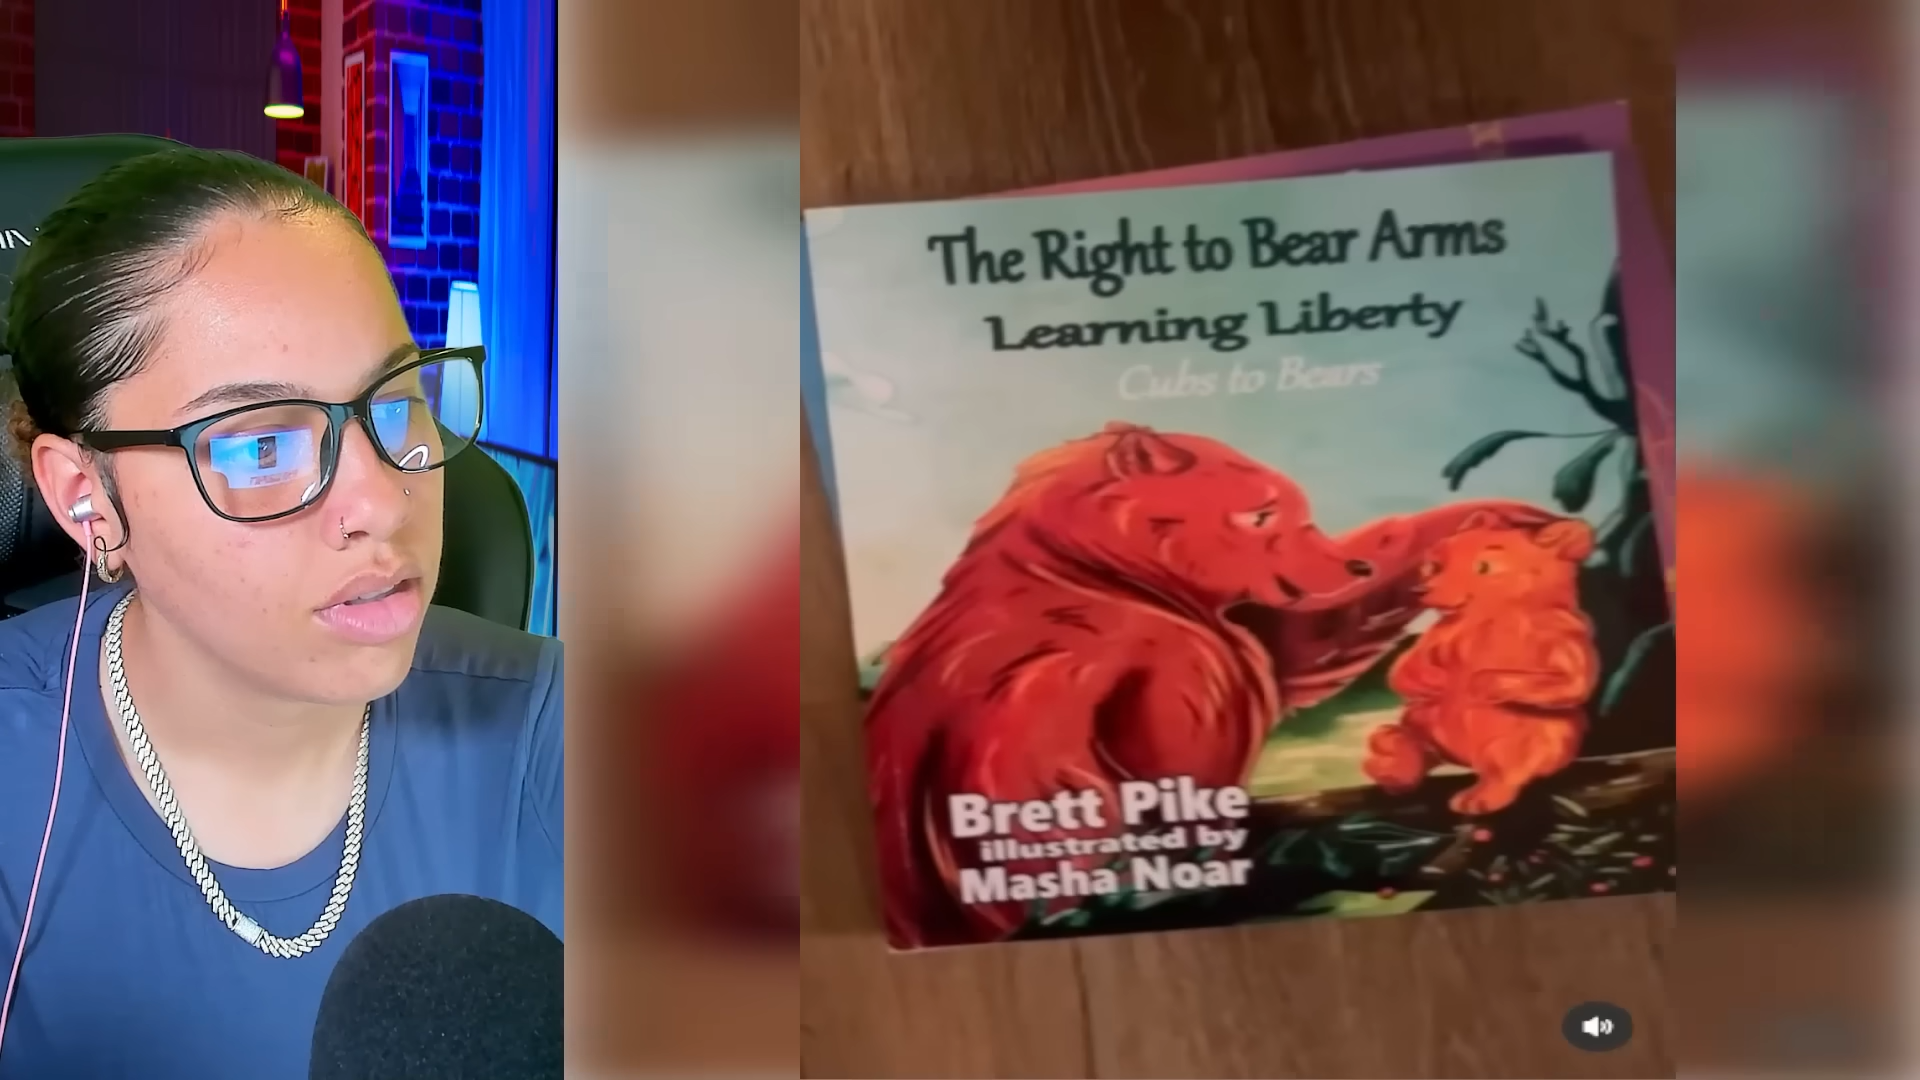 The Right to Bear Arms
Learning Liberty
Cubs to Bears
Brett Pike
illustrated by
Masha Noar